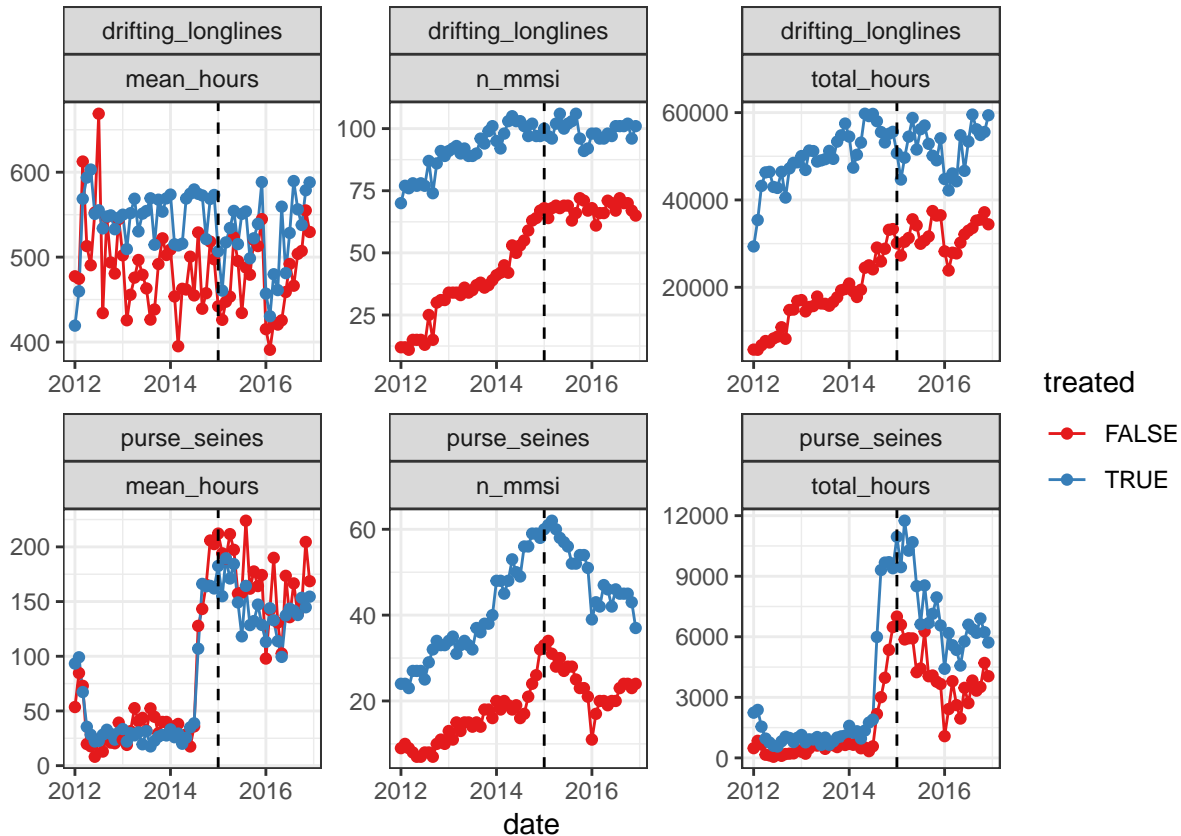 drifting_longlines drifting_longlines drifting_longlines
mean_hours n_mmsi total_hours
600
500
400
100
75
50
25
60000
40000
20000
2012 2014 2016 2012 2014 2016 2012 2014 2016
purse_seines purse_seines purse_seines
mean_hours n_mmsi total_hours
200
150
100
50
0
60
40
20
12000
9000
6000
3000
0
2012 2014 2016 2012 2014 2016 2012 2014 2016
date
treated
FALSE
TRUE